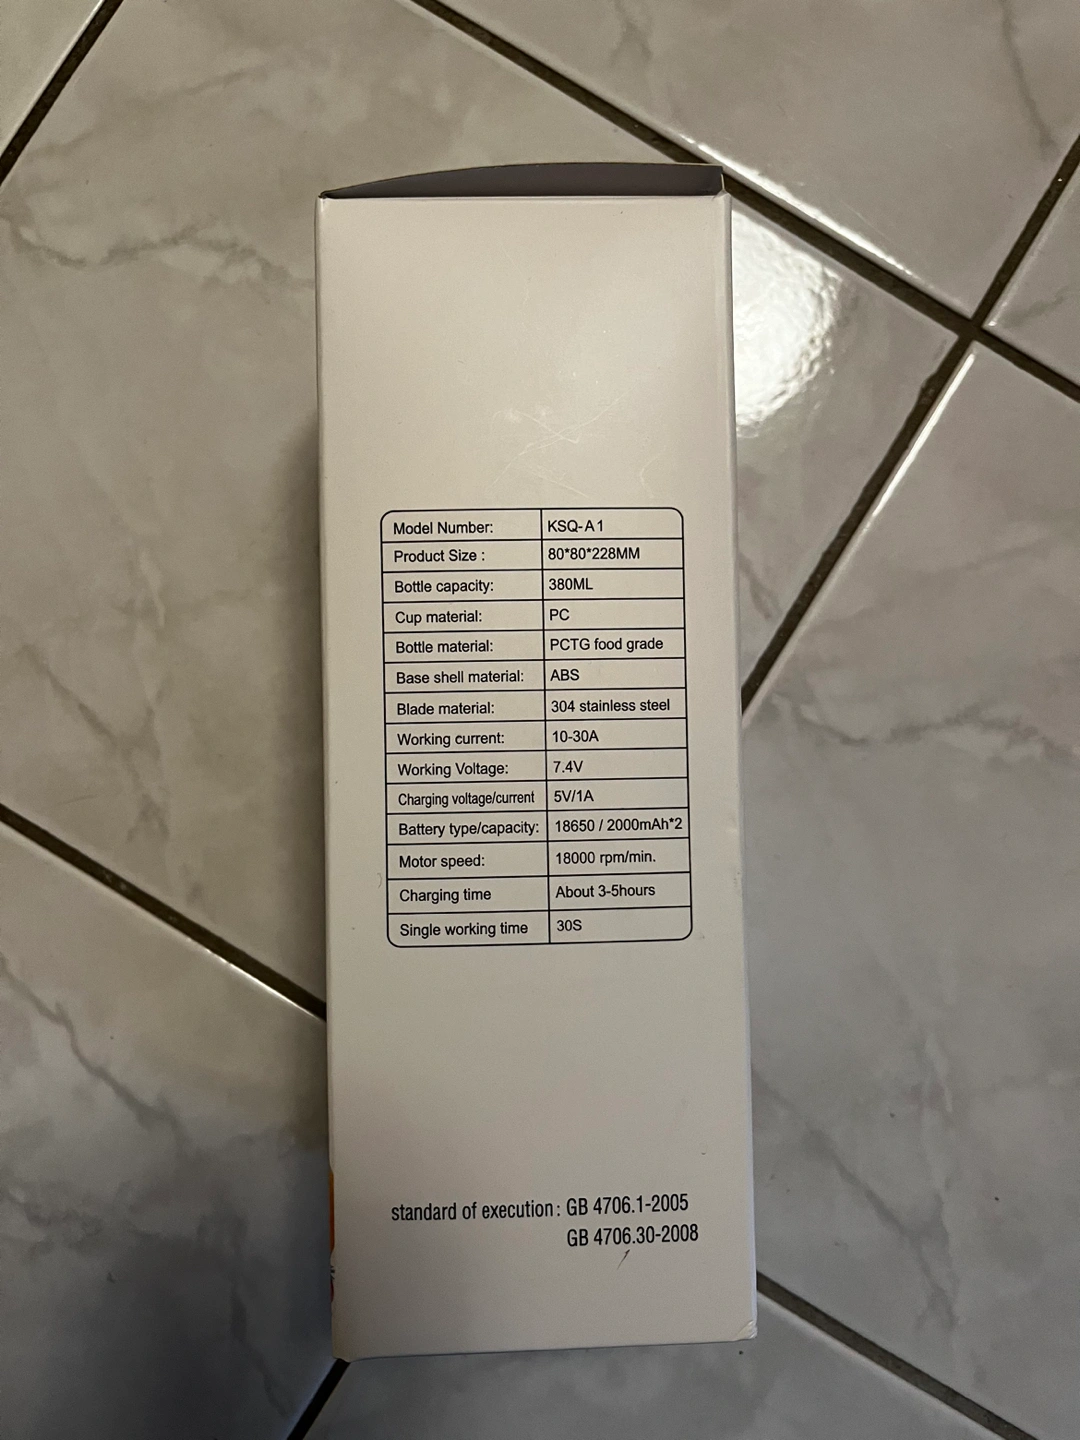 Model Number: KSQ-A1
Product Size : 80*80*228MM
Bottle capacity: 380ML
Cup material: PC
Bottle material: PCTG food grade
Base shell material: ABS
Blade material: 304 stainless steel
Working current: 10-30A
Working Voltage: 7.4V
Charging voltage/current 5V/1A
Battery type/capacity: 18650 / 2000mAh*2
Motor speed: 18000 rpm/min.
Charging time About 3-5hours
Single working time 30S
standard of execution: GB 4706.1-2005
GB 4706.30-2008